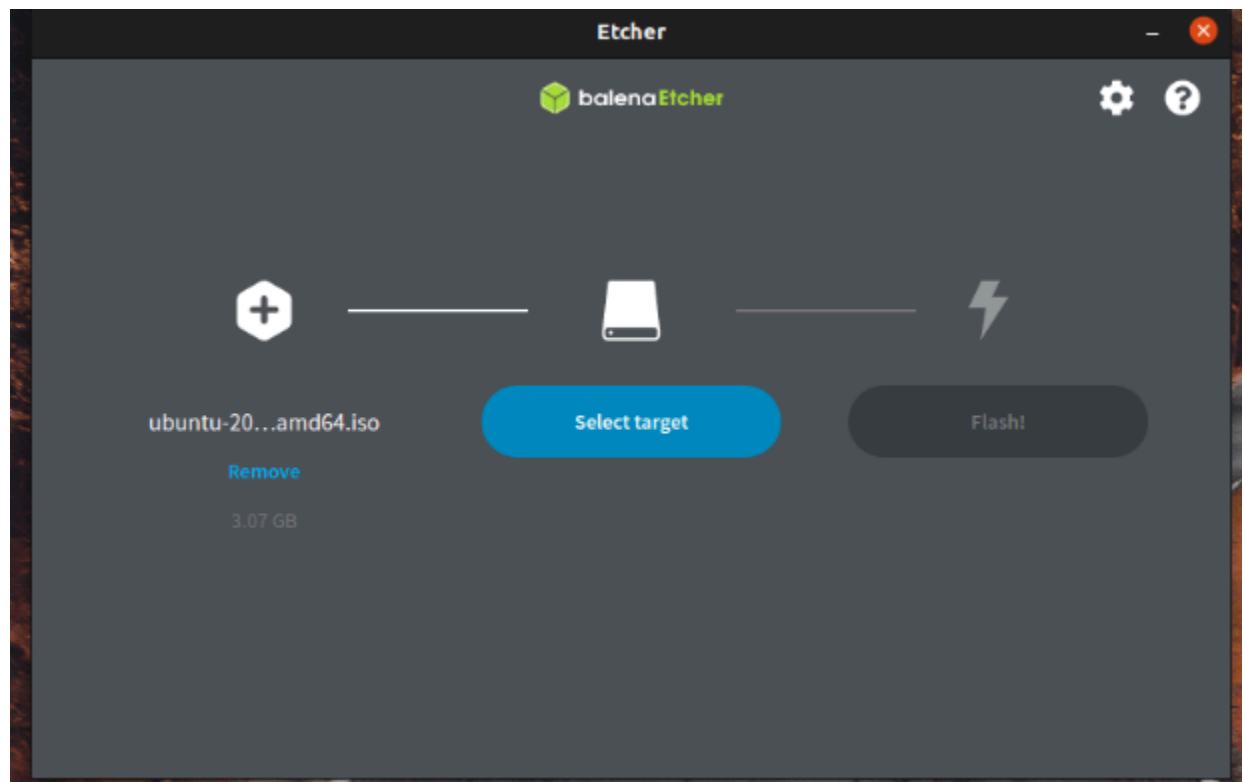 Etcher
balenaEtcher
ubuntu-20...amd64.iso
Select target
Flash!
Remove
3.07 GB